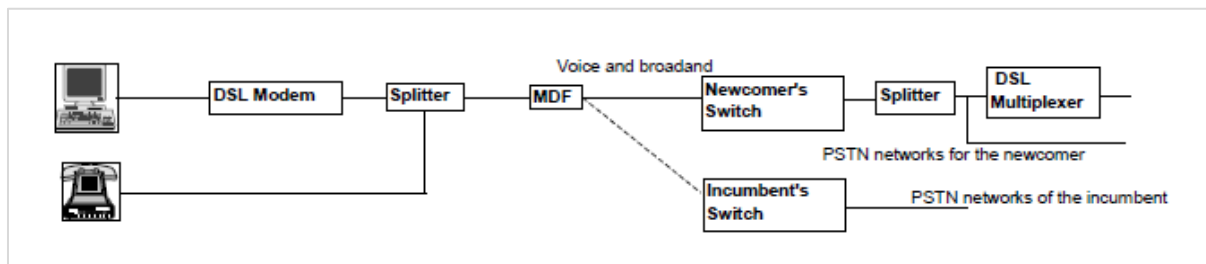 Voice and broadand
DSL Modem
Splitter
MDF
Newcomer's
Switch
Splitter
DSL
Multiplexer
PSTN networks for the newcomer
Incumbent's
Switch
PSTN networks of the incumbent